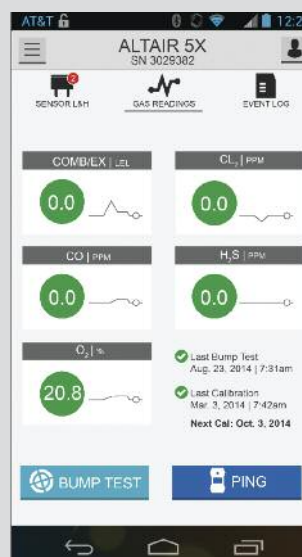 AT&T 12:2
ALTAIR 5X
SN 3029382
2
SENSOR L&H
GAS READINGS
EVENT LOG
COMB/EX | LEL
CL2 | PPM
0.0
0.0
CO | PPM
H2S | PPM
0.0
0.0
O2 | %
20.8
Last Bump Test
Aug. 23, 2014 | 7:31am
Last Calibration
Mar. 3, 2014 | 7:42am
Next Cal: Oct. 3, 2014
BUMP TEST
PING